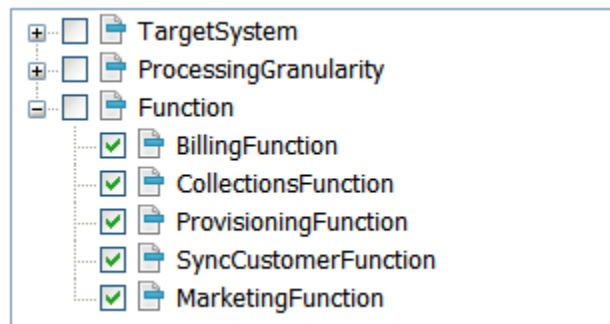 TargetSystem
ProcessingGranularity
Function
BillingFunction
CollectionsFunction
ProvisioningFunction
SyncCustomerFunction
MarketingFunction